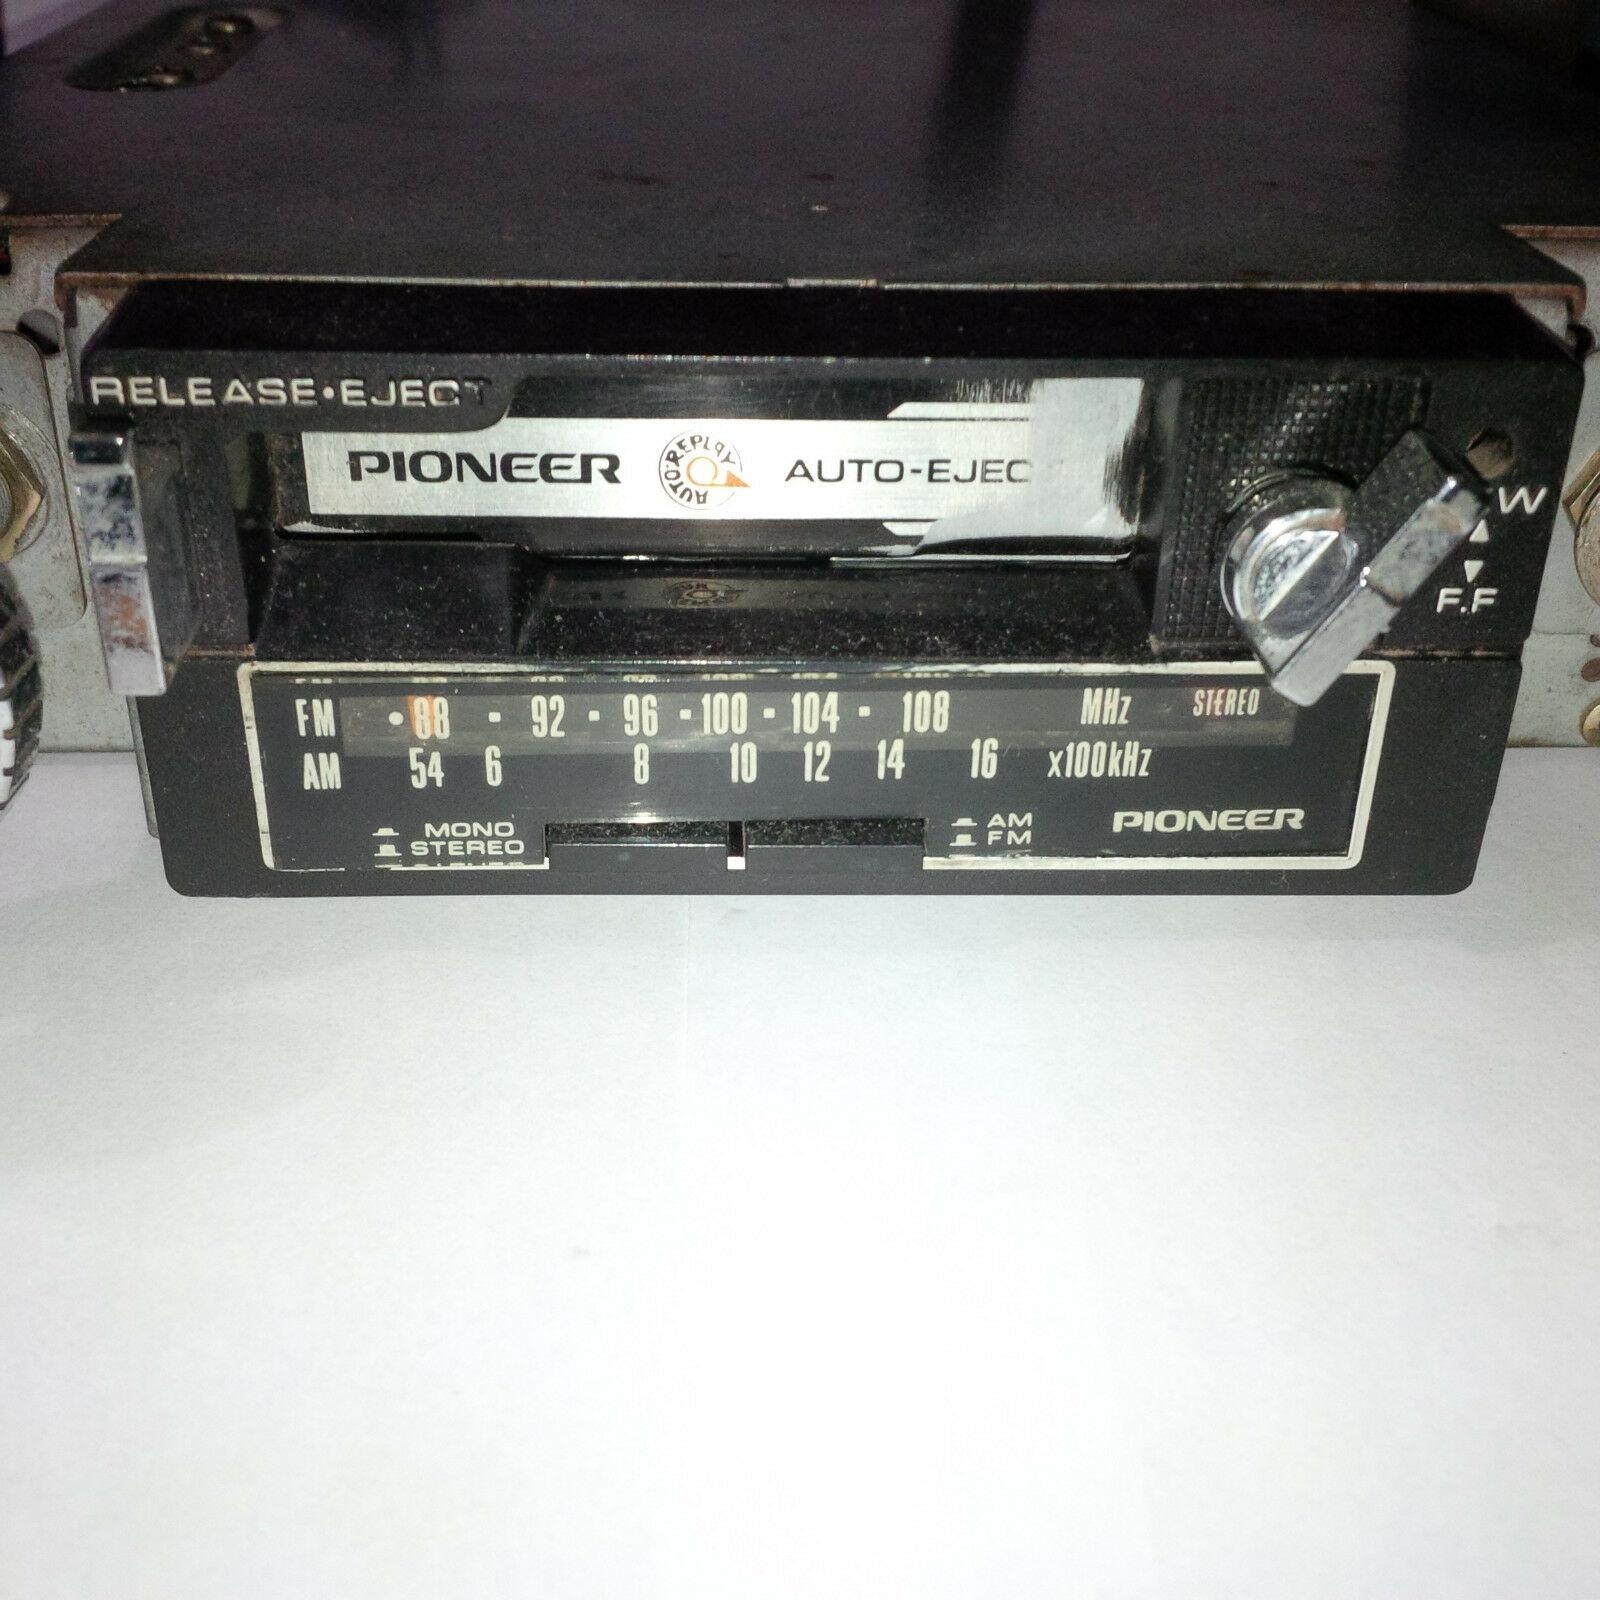 RELEASE•EJECT
PIONEER AUTO REPLAY AUTO-EJEC
W
F.F
FM •88 • 92 • 96 • 100 • 104 • 108 MHz STEREO
AM 54 6 8 10 12 14 16 x100kHz
MONO
STEREO
AM
FM
PIONEER